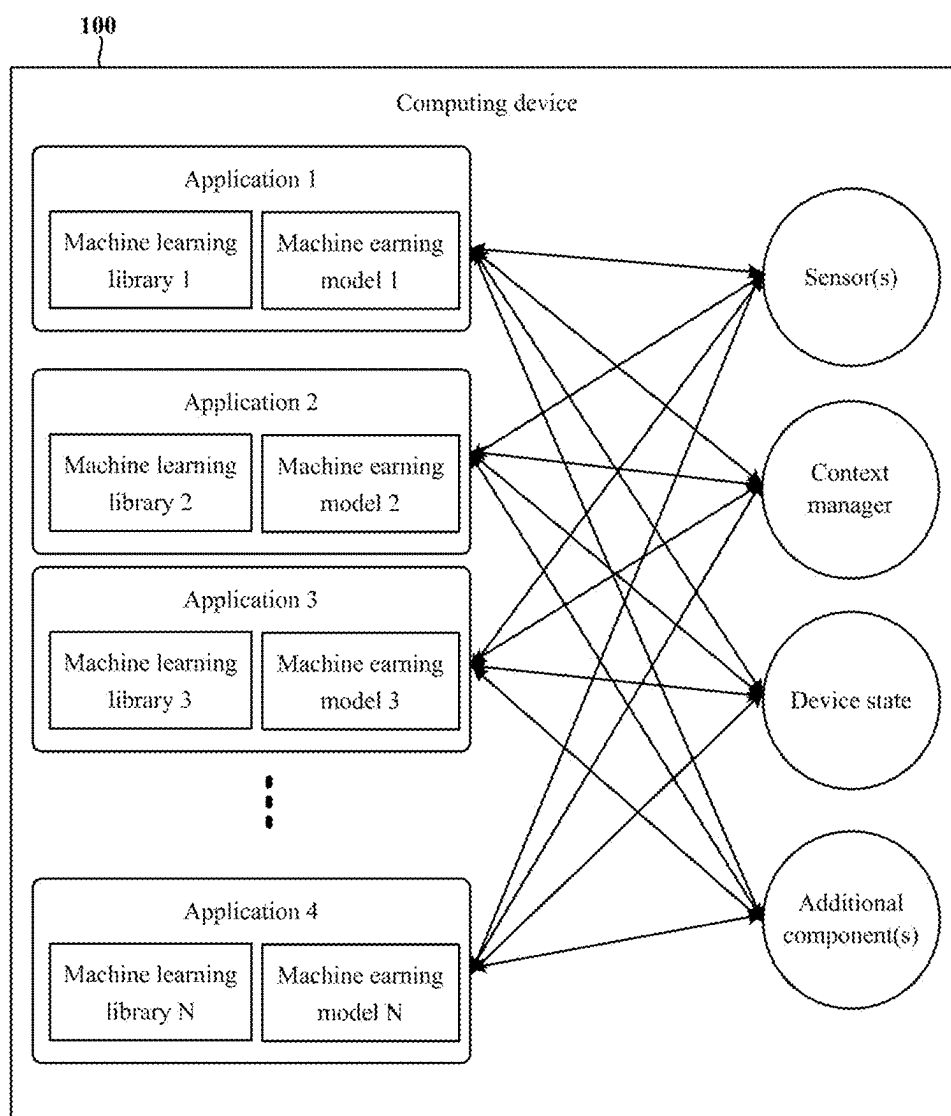 100
Computing device
Application 1
Machine learning
library 1
Machine earning
model 1
Sensor(s)
Application 2
Machine learning
library 2
Machine earning
model 2
Context
manager
Application 3
Machine learning
library 3
Machine earning
model 3
Device state
Application 4
Machine learning
library N
Machine earning
model N
Additional
component(s)